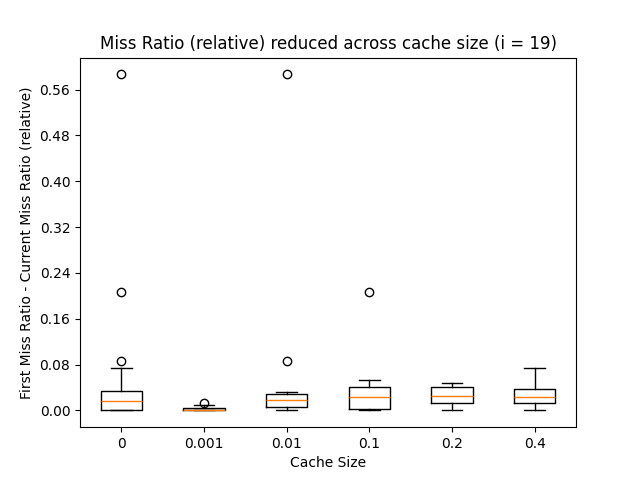 Miss Ratio (relative) reduced across cache size (i = 19)
First Miss Ratio - Current Miss Ratio (relative)
0.56
0.48
0.40
0.32
0.24
0.16
0.08
0.00
0 0.001 0.01 0.1 0.2 0.4
Cache Size